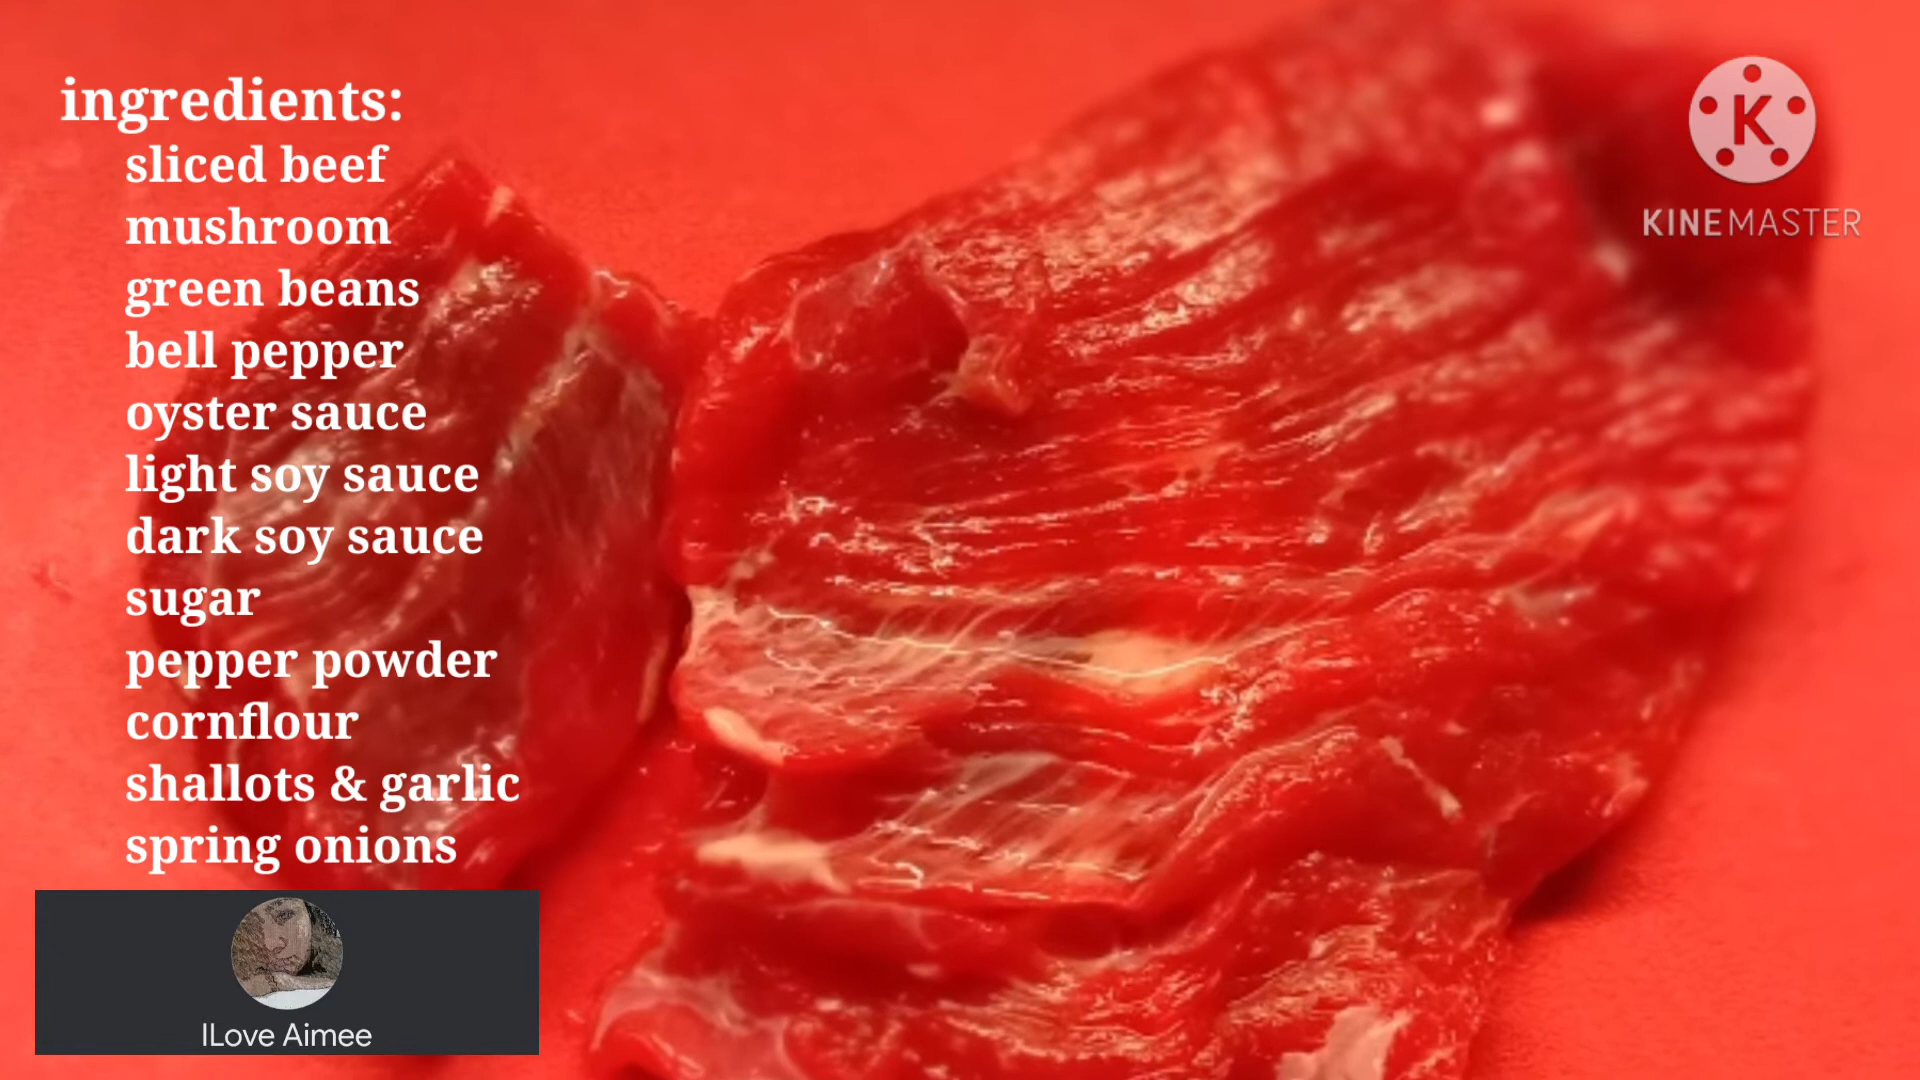 ingredients:
sliced beef
mushroom
green beans
bell pepper
oyster sauce
light soy sauce
dark soy sauce
sugar
pepper powder
cornflour
shallots & garlic
spring onions
K
KINEMASTER
ILove Aimee